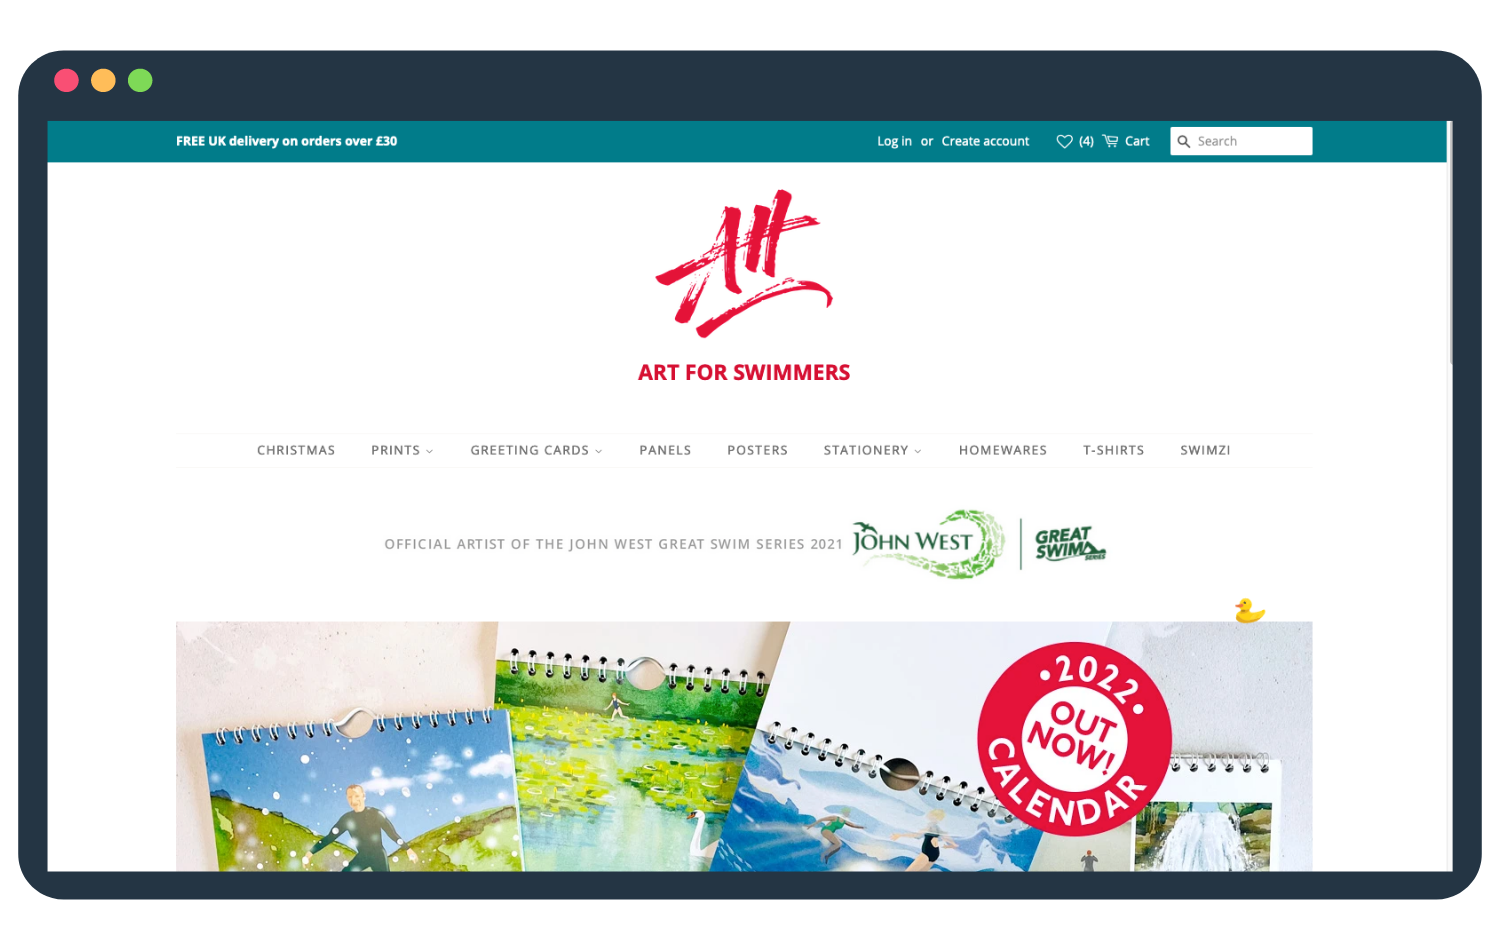 FREE UK delivery on orders over £30
Log in or Create account (4) Cart Search
ART FOR SWIMMERS
CHRISTMAS PRINTS GREETING CARDS PANELS POSTERS STATIONERY HOMEWARES T-SHIRTS SWIMZI
OFFICIAL ARTIST OF THE JOHN WEST GREAT SWIM SERIES 2021
JOHN WEST
GREAT
SWIM
SERIES
• 2022 •
OUT
NOW!
CALENDAR